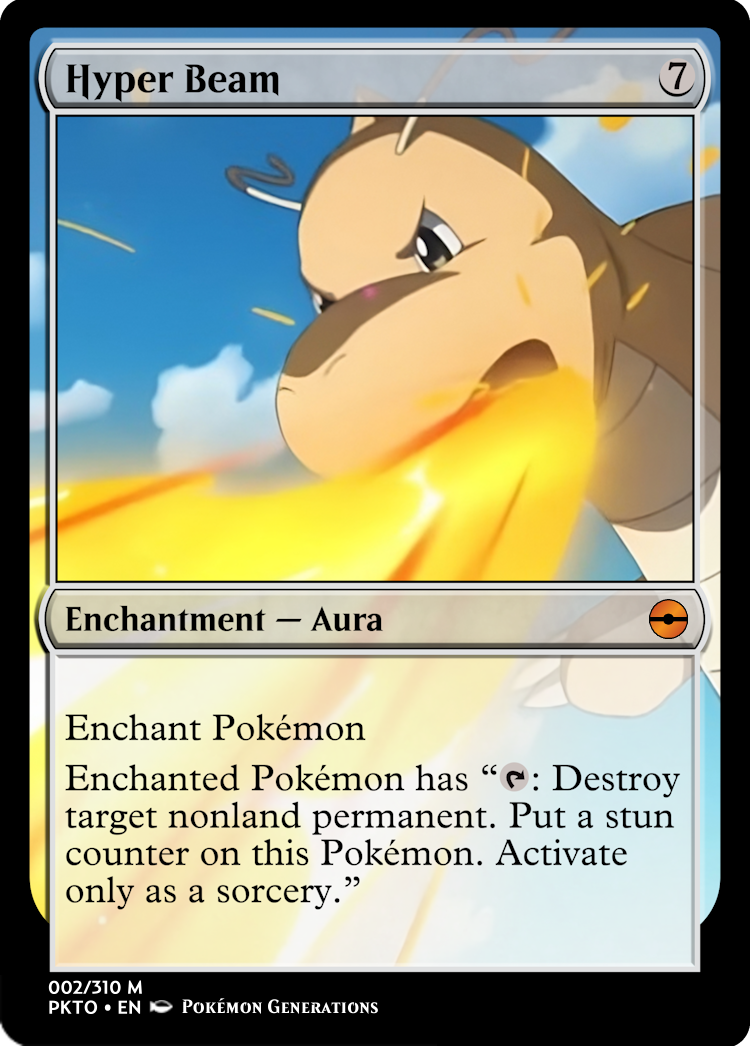 Hyper Beam
7
Enchantment — Aura
Enchant Pokémon
Enchanted Pokémon has “: Destroy
target nonland permanent. Put a stun
counter on this Pokémon. Activate
only as a sorcery.”
002/310 M
PKTO • EN Pokémon Generations